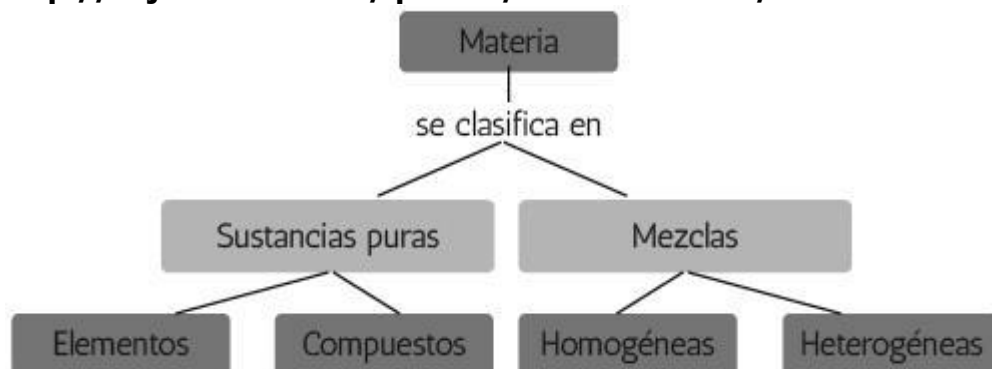 Materia
se clasifica en
Sustancias puras Mezclas
Elementos Compuestos Homogéneas Heterogéneas